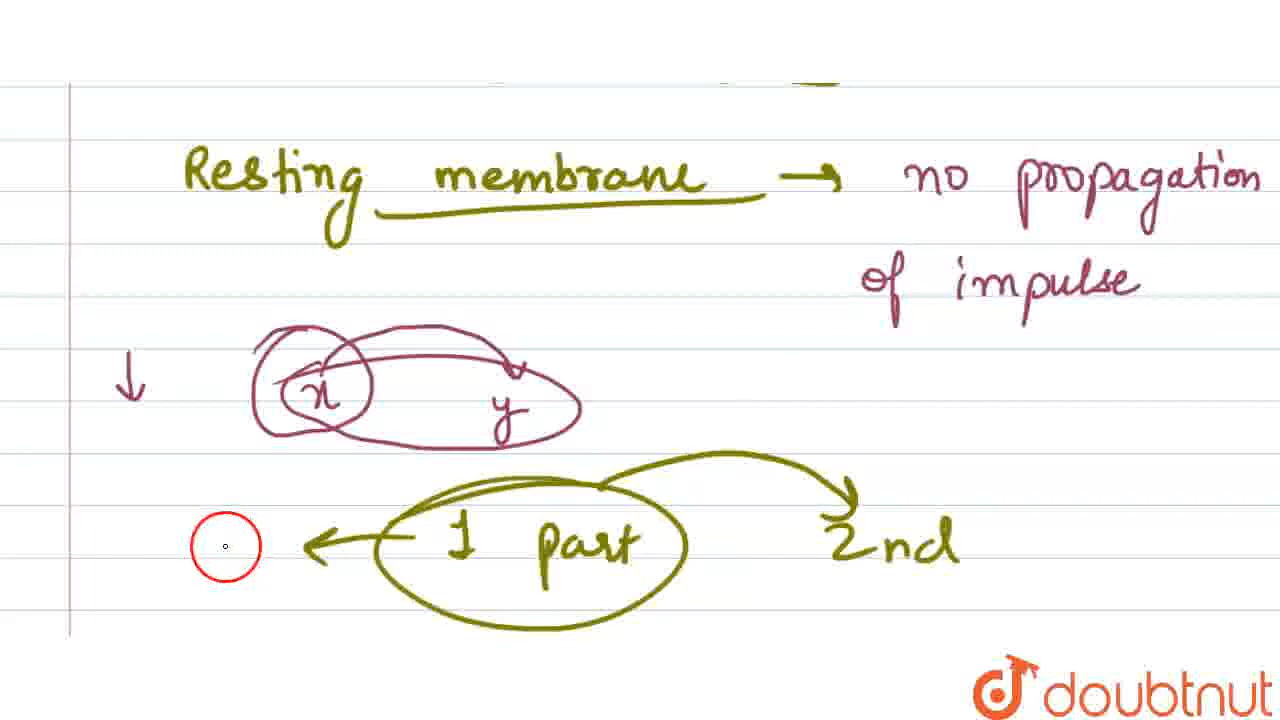 Resting membrane → no propagation
of impulse
↓ x y
← 1 part 2nd
doubtnut